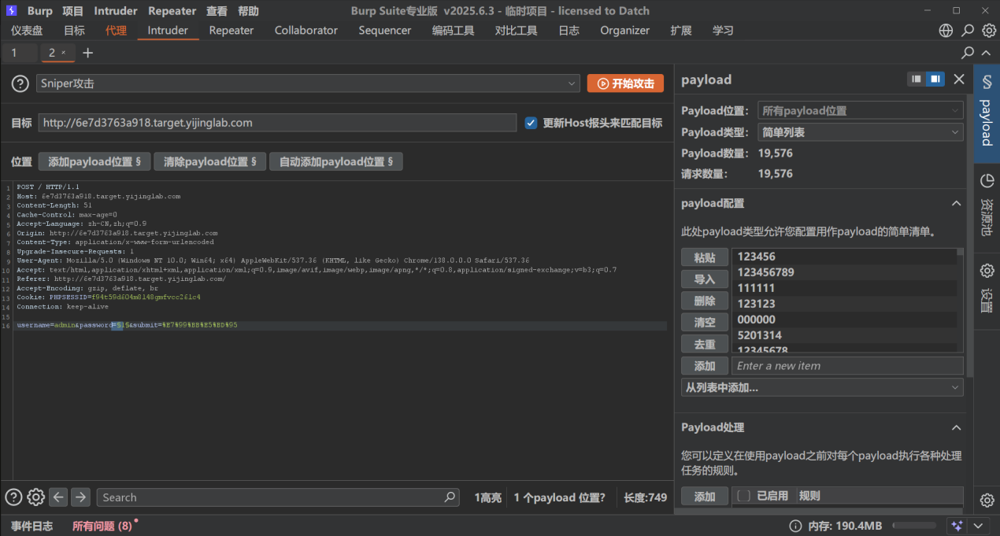 Burp 项目 Intruder Repeater 查看 帮助 Burp Suite专业版 v2025.6.3 - 临时项目 - licensed to Datch
仪表盘 目标 代理 Intruder Repeater Collaborator Sequencer 编码工具 对比工具 日志 Organizer 扩展 学习
1 2 × +
Sniper攻击 开始攻击
目标 http://6e7d3763a918.target.yijinglab.com 更新Host报头来匹配目标
位置 添加payload位置 § 清除payload位置 § 自动添加payload位置 §
1 POST / HTTP/1.1
2 Host: 6e7d3763a918.target.yijinglab.com
3 Content-Length: 51
4 Cache-Control: max-age=0
5 Accept-Language: zh-CN,zh;q=0.9
6 Origin: http://6e7d3763a918.target.yijinglab.com
7 Content-Type: application/x-www-form-urlencoded
8 Upgrade-Insecure-Requests: 1
9 User-Agent: Mozilla/5.0 (Windows NT 10.0; Win64; x64) AppleWebKit/537.36 (KHTML, like Gecko) Chrome/138.0.0.0 Safari/537.36
10 Accept: text/html,application/xhtml+xml,application/xml;q=0.9,image/avif,image/webp,image/apng,*/*;q=0.8,application/signed-exchange;v=b3;q=0.7
11 Referer: http://6e7d3763a918.target.yijinglab.com/
12 Accept-Encoding: gzip, deflate, br
13 Cookie: PHPSESSID=
14 Connection: keep-alive
15
16 username=admin&password=§1§&submit=%E7%99%BB%E5%BD%95
Search 1高亮 1 个payload 位置? 长度:749
payload
Payload位置: 所有payload位置
Payload类型: 简单列表
Payload数量: 19,576
请求数量: 19,576
payload配置
此处payload类型允许您配置用作payload的简单清单。
粘贴
导入
删除
清空
去重
123456
123456789
111111
123123
000000
5201314
12345678
添加 Enter a new item
从列表中添加...
Payload处理
您可以定义在使用payload之前对每个payload执行各种处理
任务的规则。
添加 已启用 规则
§ payload
资源池
设置
事件日志 所有问题 (8) 内存: 190.4MB